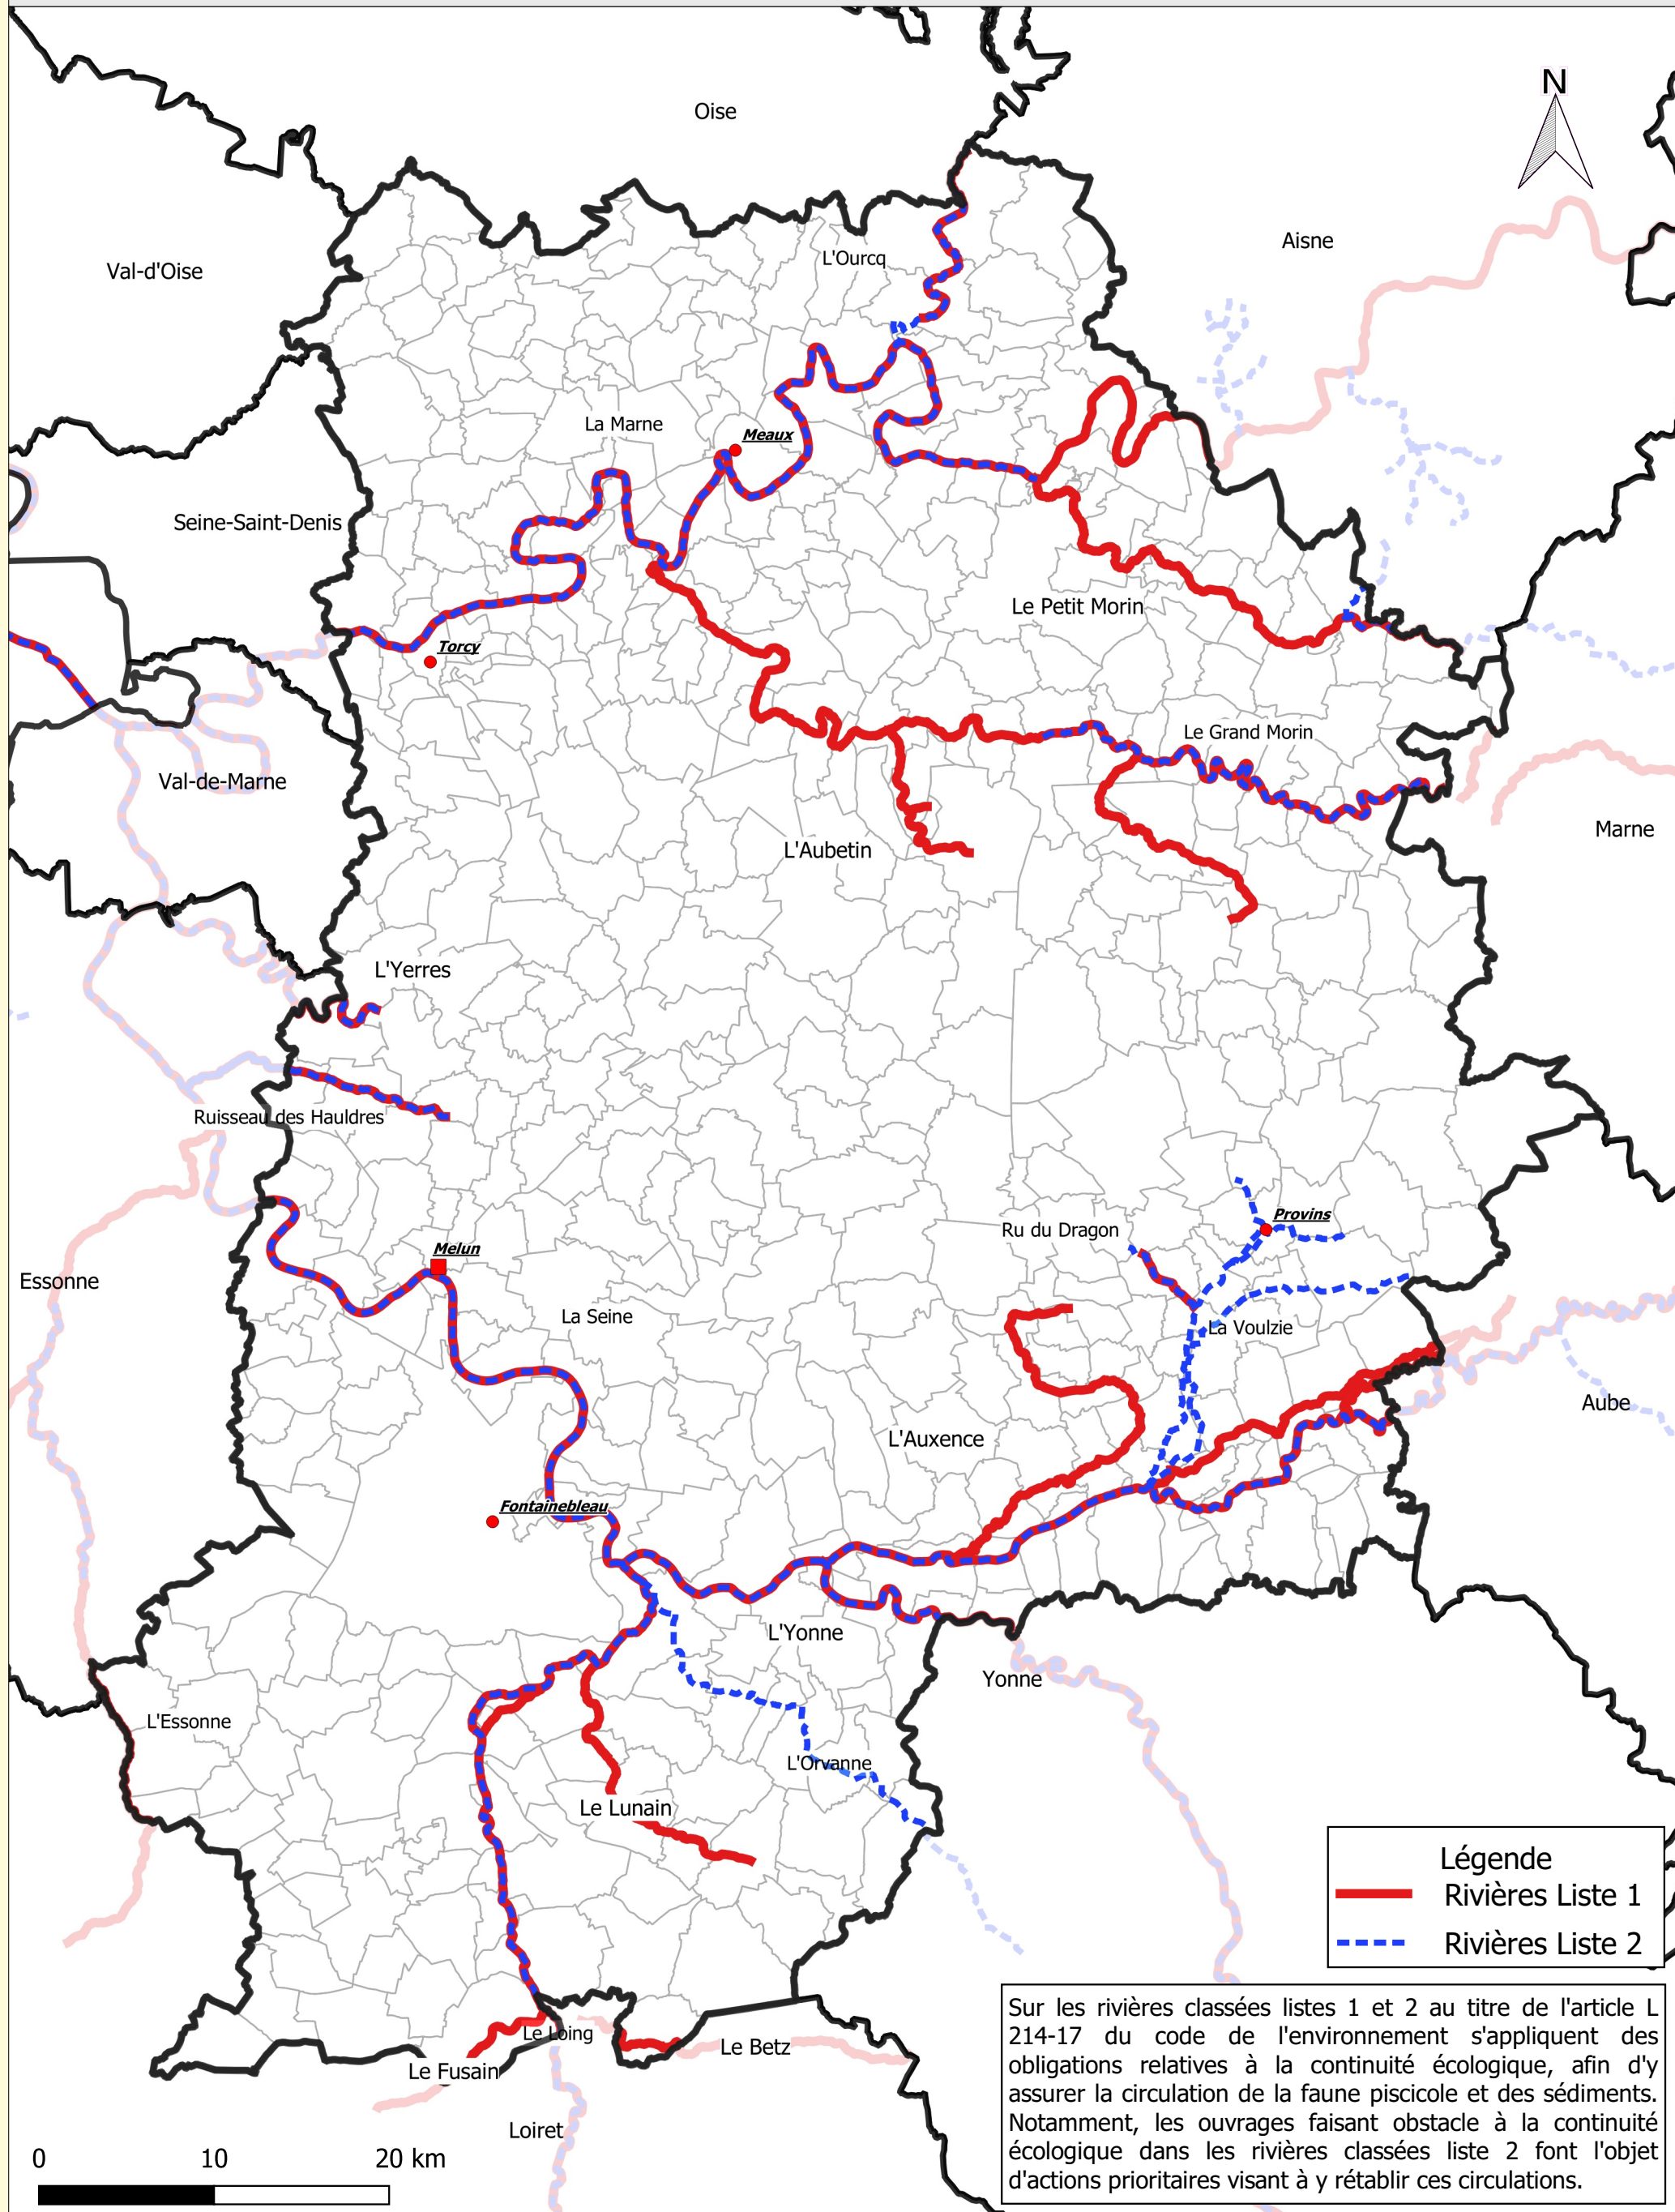 N
Oise
Aisne
L'Ourcq
Val-d'Oise
La Marne
Meaux
Seine-Saint-Denis
Le Petit Morin
Torcy
Le Grand Morin
Val-de-Marne
Marne
L'Aubetin
L'Yerres
Ruisseau des Hauldres
Provins
Ru du Dragon
Melun
Essonne
La Seine
La Voulzie
Aube
L'Auxence
Fontainebleau
L'Yonne
Yonne
L'Essonne
L'Orvanne
Le Lunain
Légende
Rivières Liste 1
Rivières Liste 2
Le Loing
Le Betz
Le Fusain
Loiret
Sur les rivières classées listes 1 et 2 au titre de l'article L
214-17 du code de l'environnement s'appliquent des
obligations relatives à la continuité écologique, afin d'y
assurer la circulation de la faune piscicole et des sédiments.
Notamment, les ouvrages faisant obstacle à la continuité
écologique dans les rivières classées liste 2 font l'objet
d'actions prioritaires visant à y rétablir ces circulations.
0 10 20 km